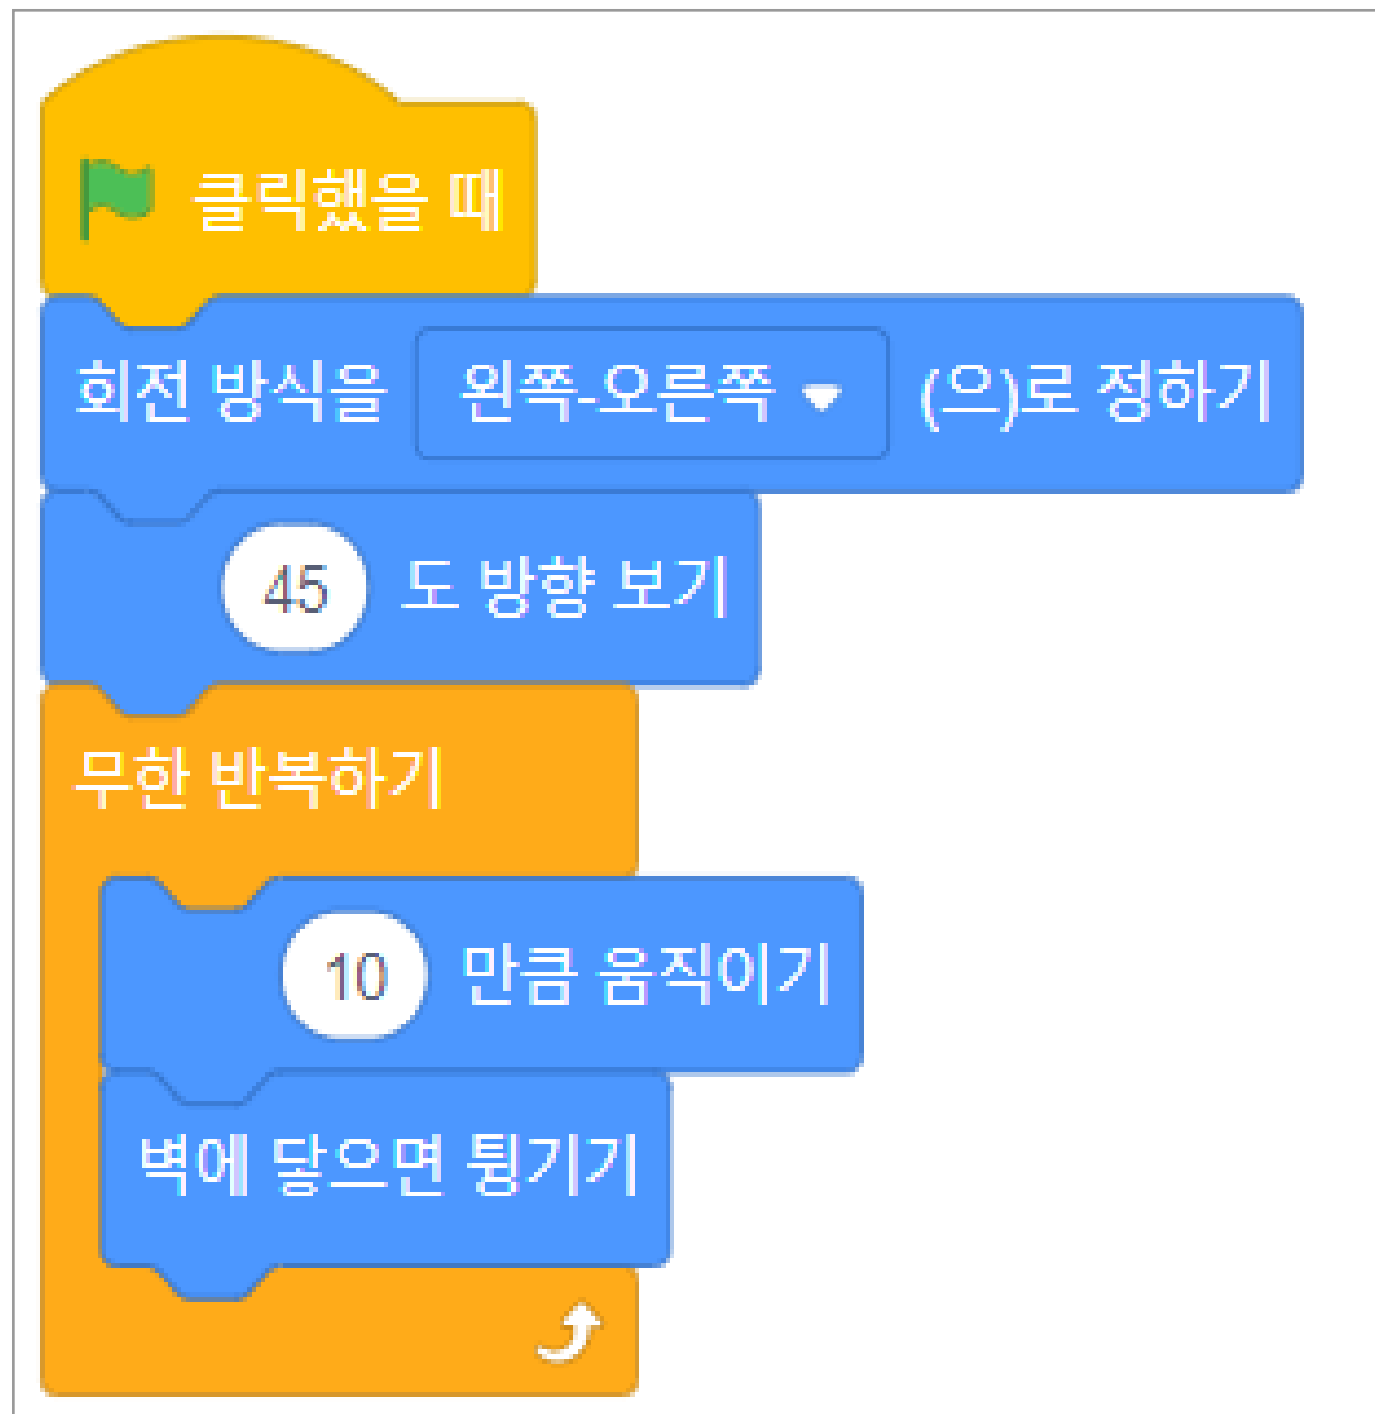 클릭했을 때
회전 방식을 왼쪽-오른쪽 (으)로 정하기
45 도 방향 보기
무한 반복하기
10 만큼 움직이기
벽에 닿으면 튕기기